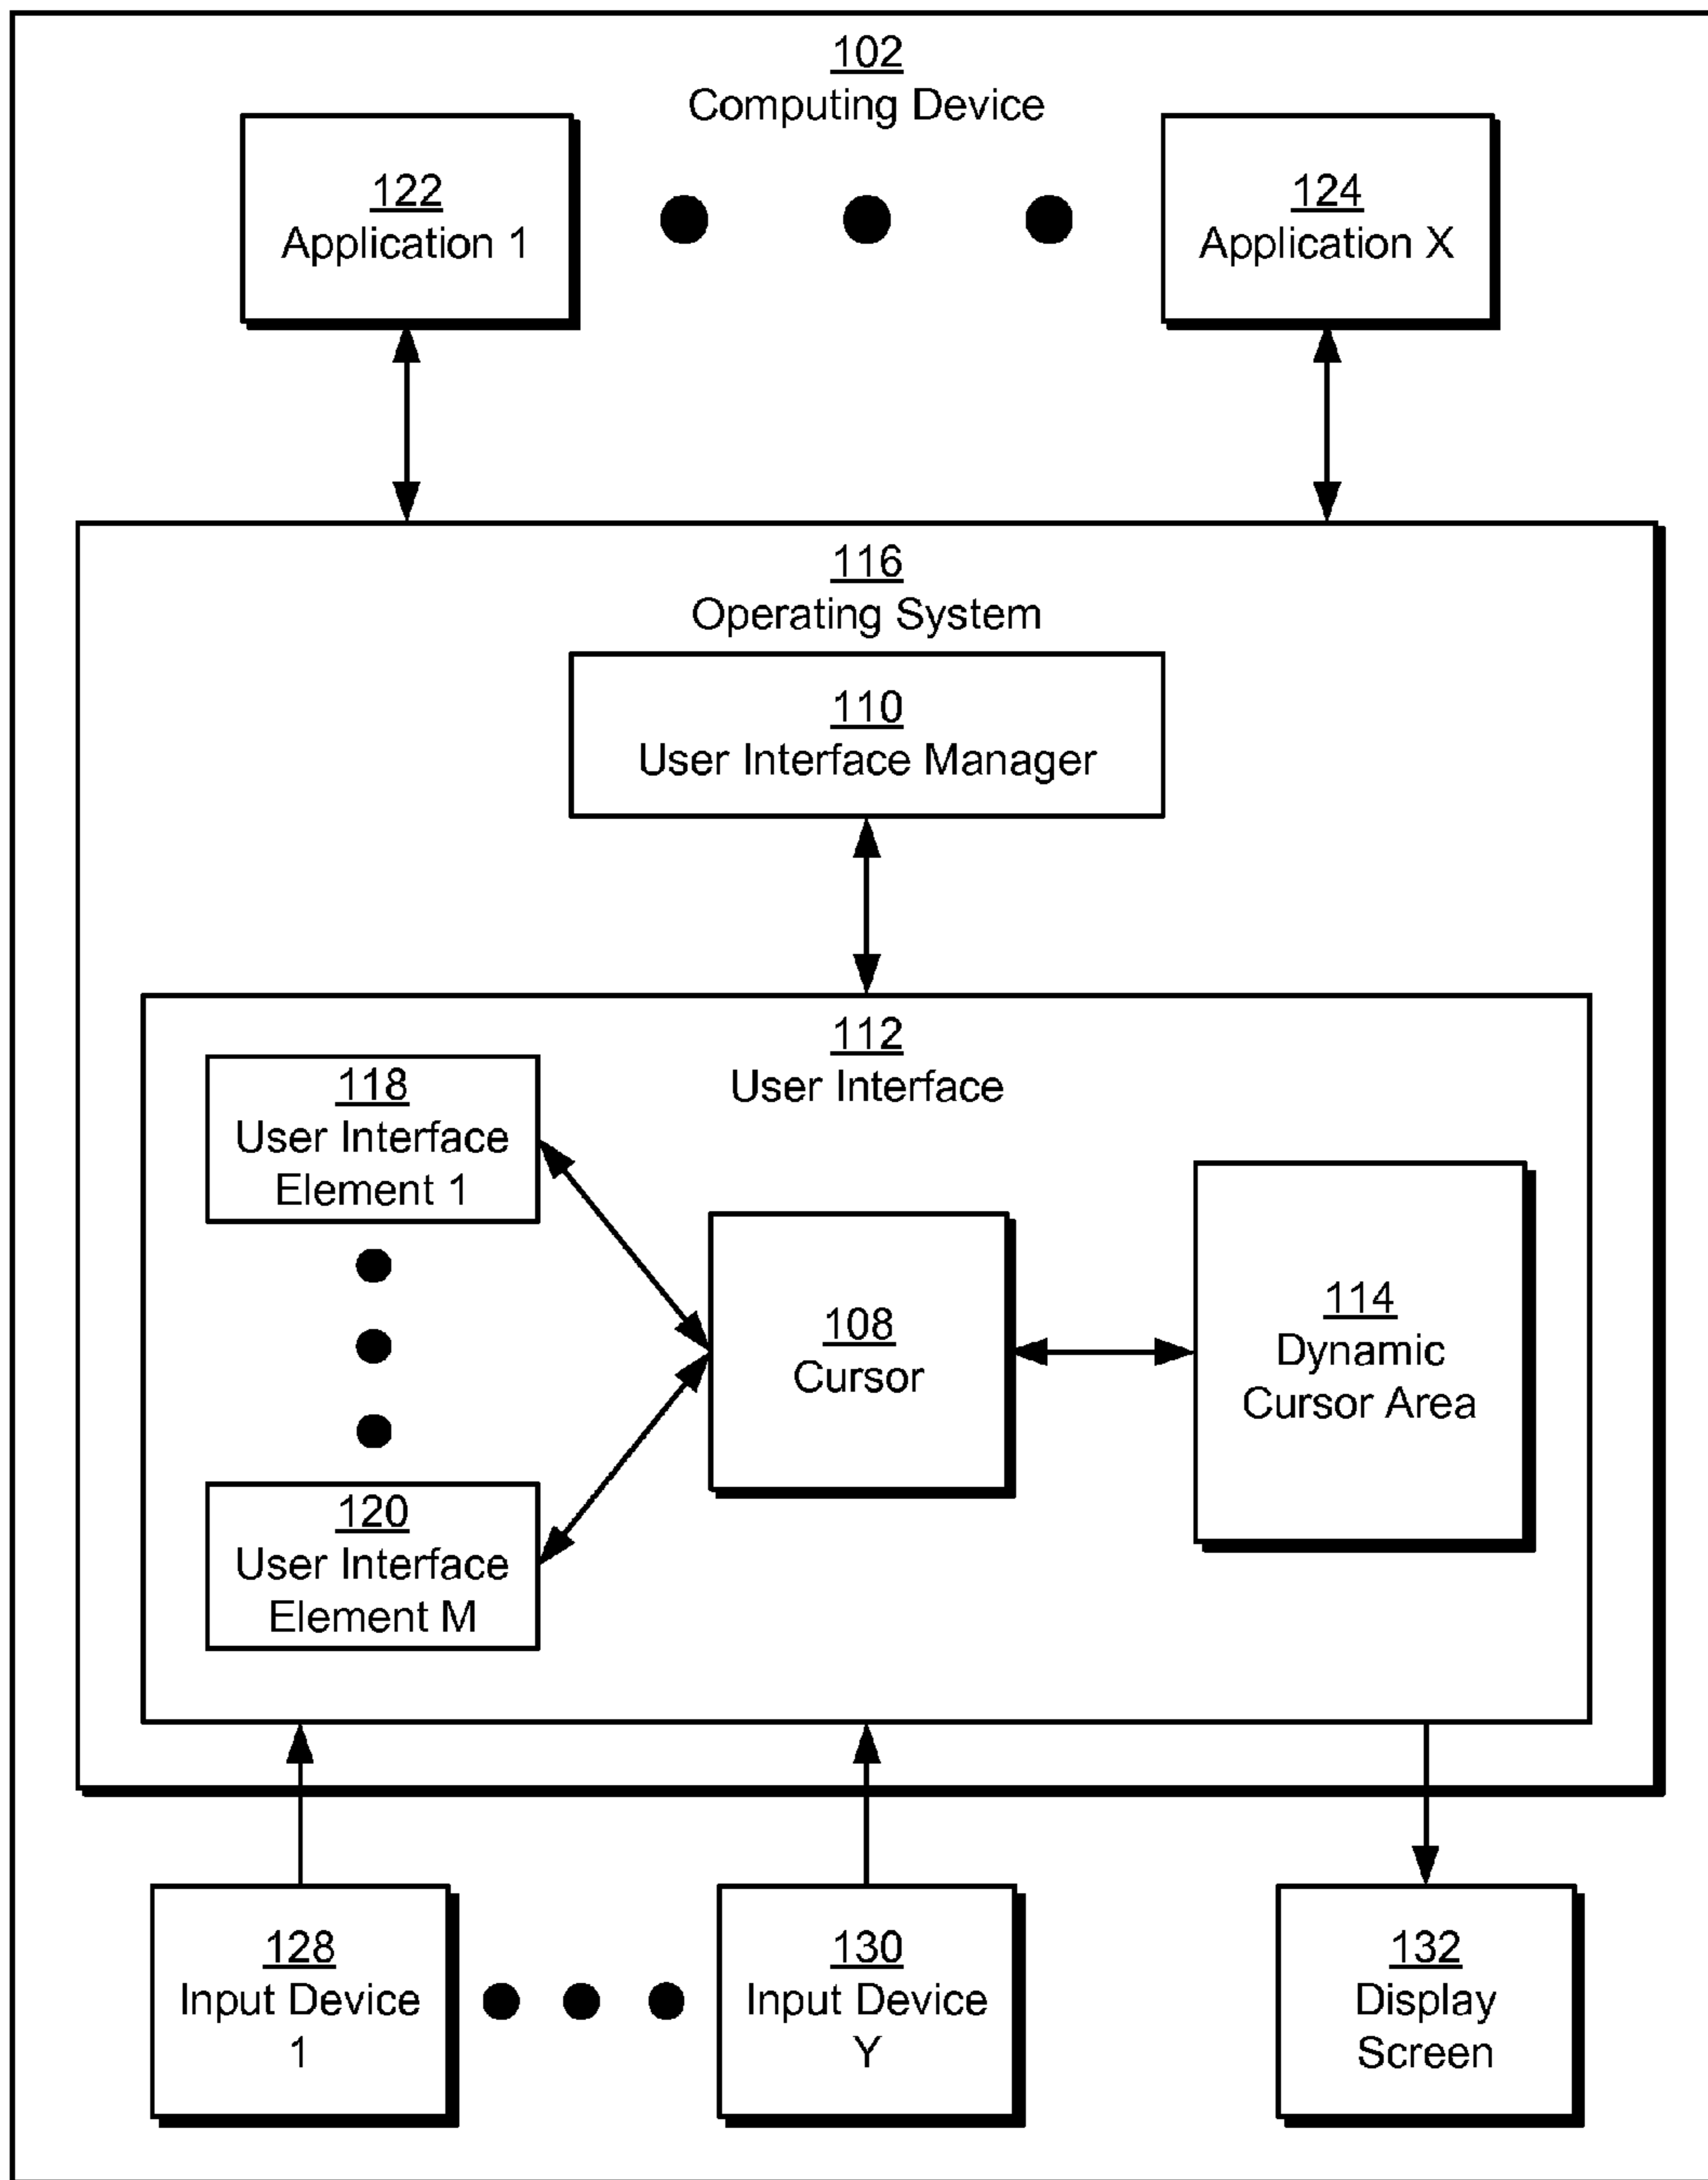 102
Computing Device
122
Application 1
124
Application X
116
Operating System
110
User Interface Manager
112
User Interface
118
User Interface
Element 1
108
Cursor
114
Dynamic
Cursor Area
120
User Interface
Element M
128
Input Device
1
130
Input Device
Y
132
Display
Screen